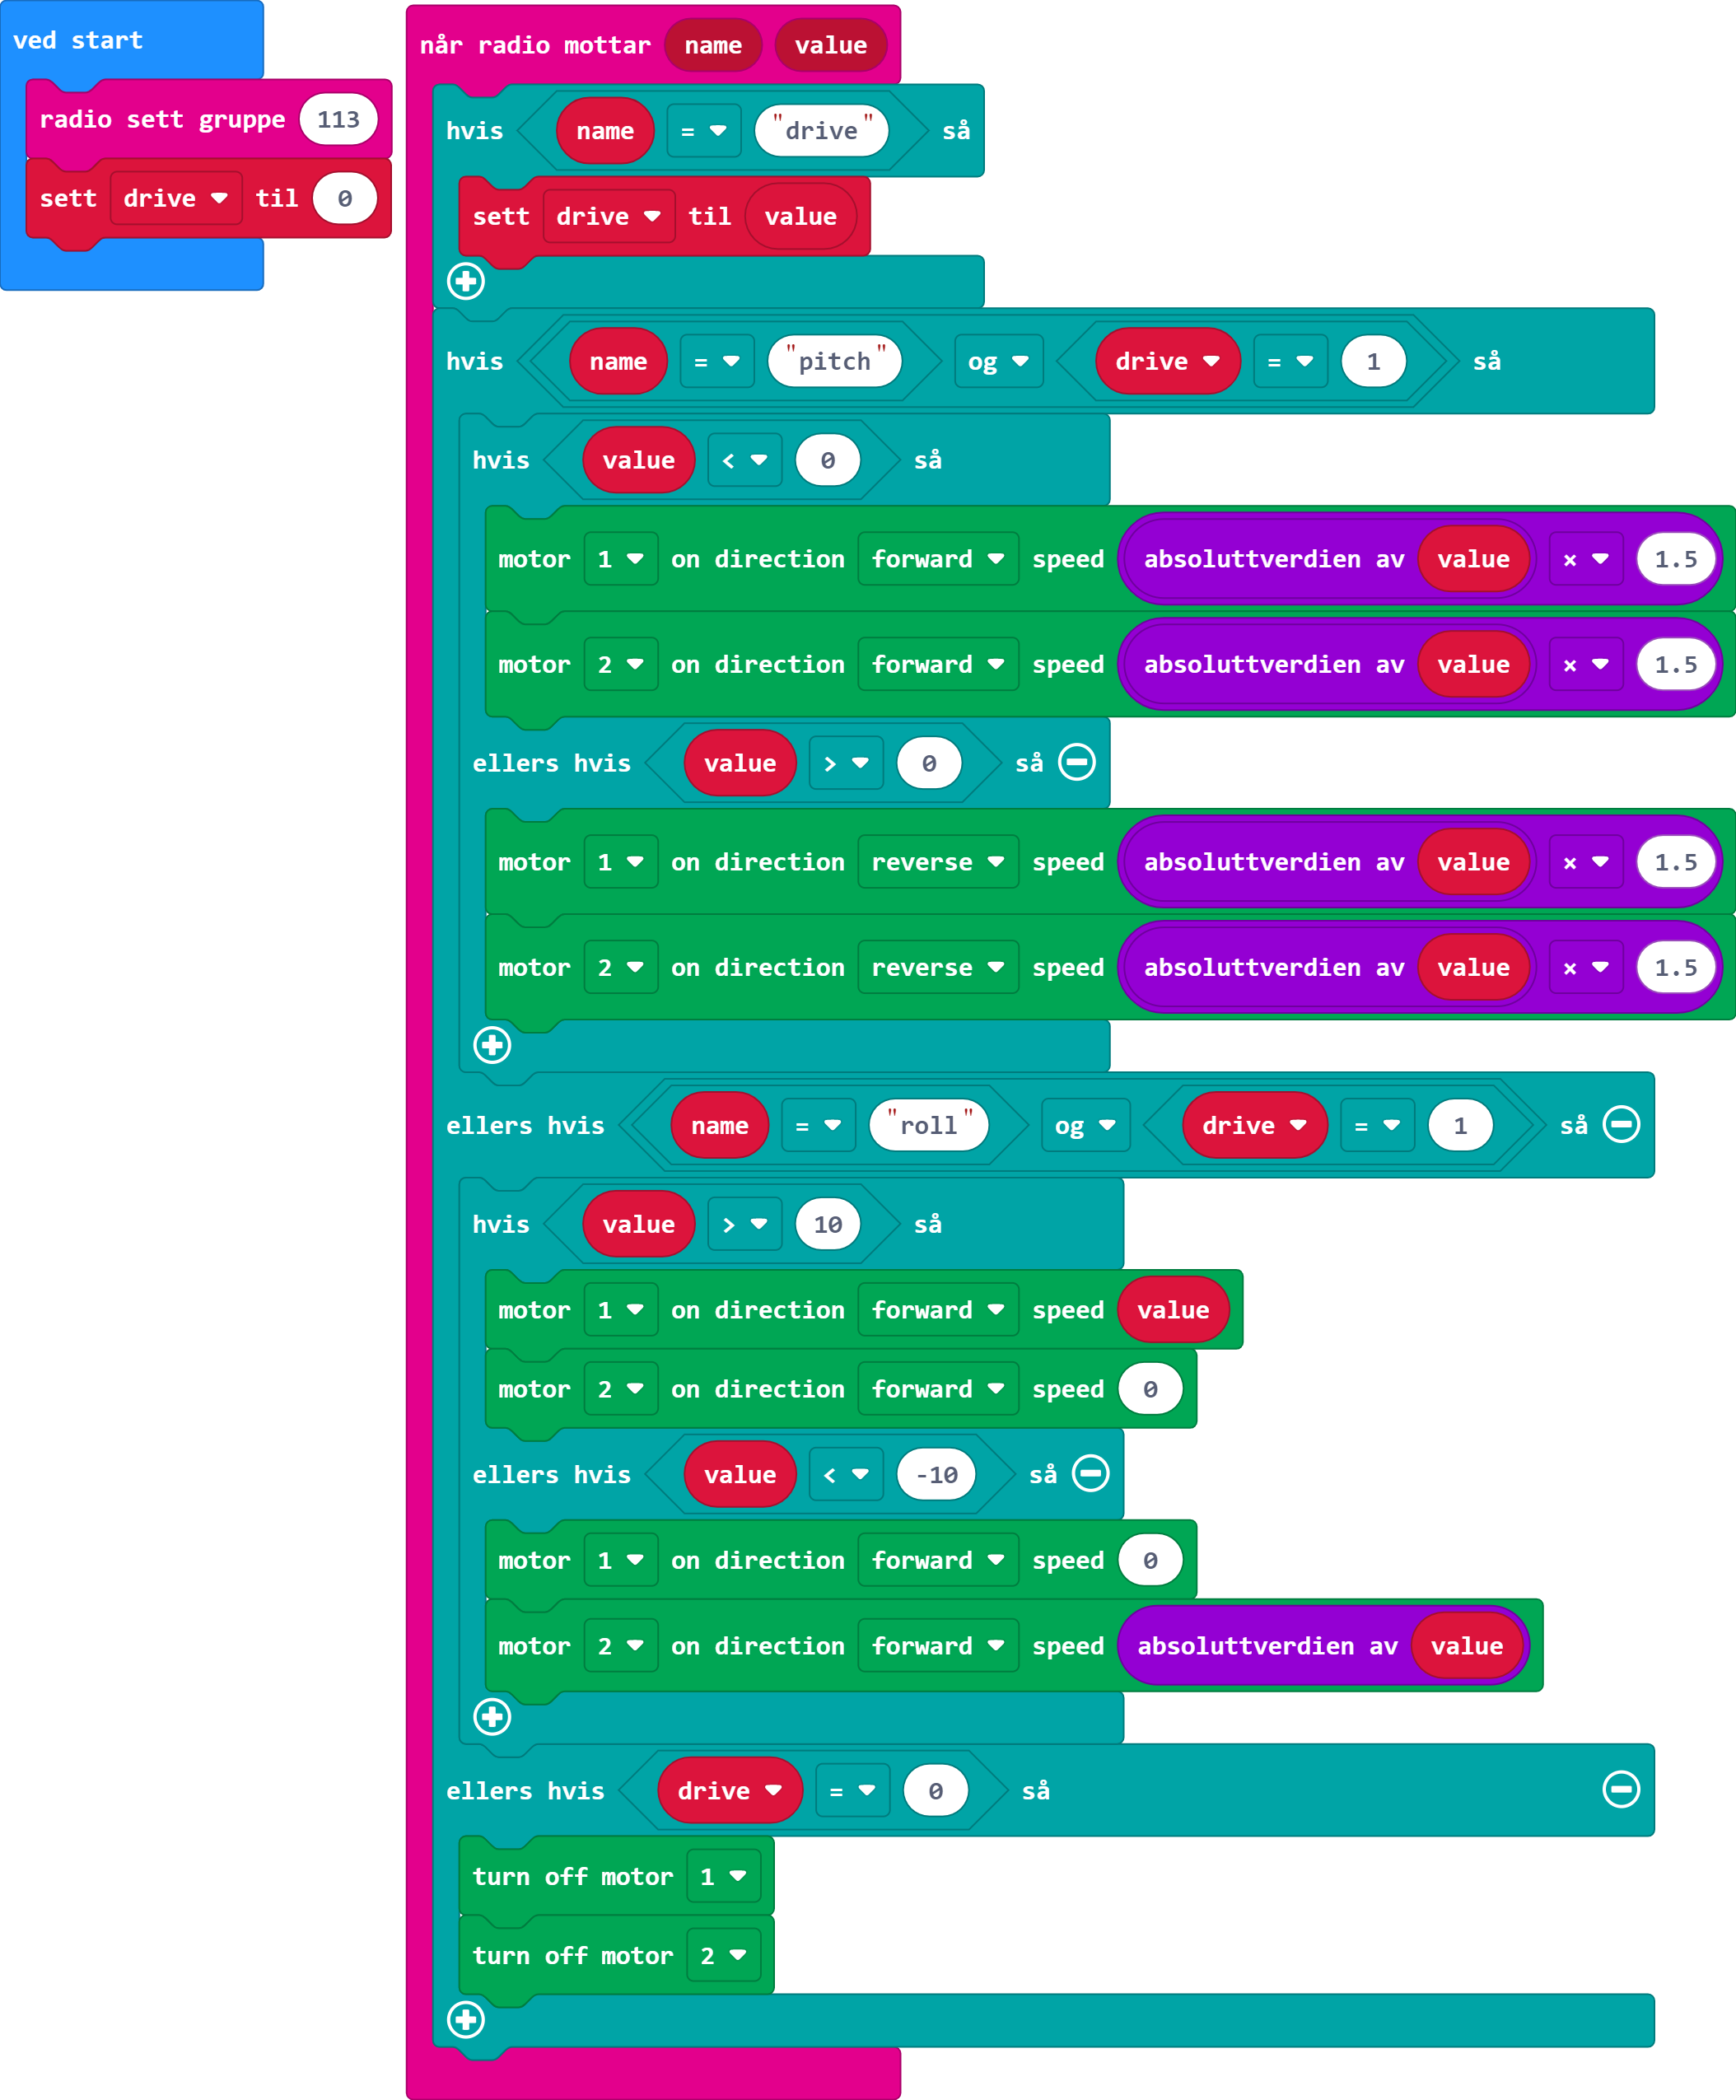 ved start
radio sett gruppe 113
sett drive til 0
når radio mottar name value
hvis name = "drive" så
sett drive til value
hvis name = "pitch" og drive = 1 så
hvis value < 0 så
motor 1 on direction forward speed absoluttverdien av value × 1.5
motor 2 on direction forward speed absoluttverdien av value × 1.5
ellers hvis value > 0 så
motor 1 on direction reverse speed absoluttverdien av value × 1.5
motor 2 on direction reverse speed absoluttverdien av value × 1.5
ellers hvis name = "roll" og drive = 1 så
hvis value > 10 så
motor 1 on direction forward speed value
motor 2 on direction forward speed 0
ellers hvis value < -10 så
motor 1 on direction forward speed 0
motor 2 on direction forward speed absoluttverdien av value
ellers hvis drive = 0 så
turn off motor 1
turn off motor 2